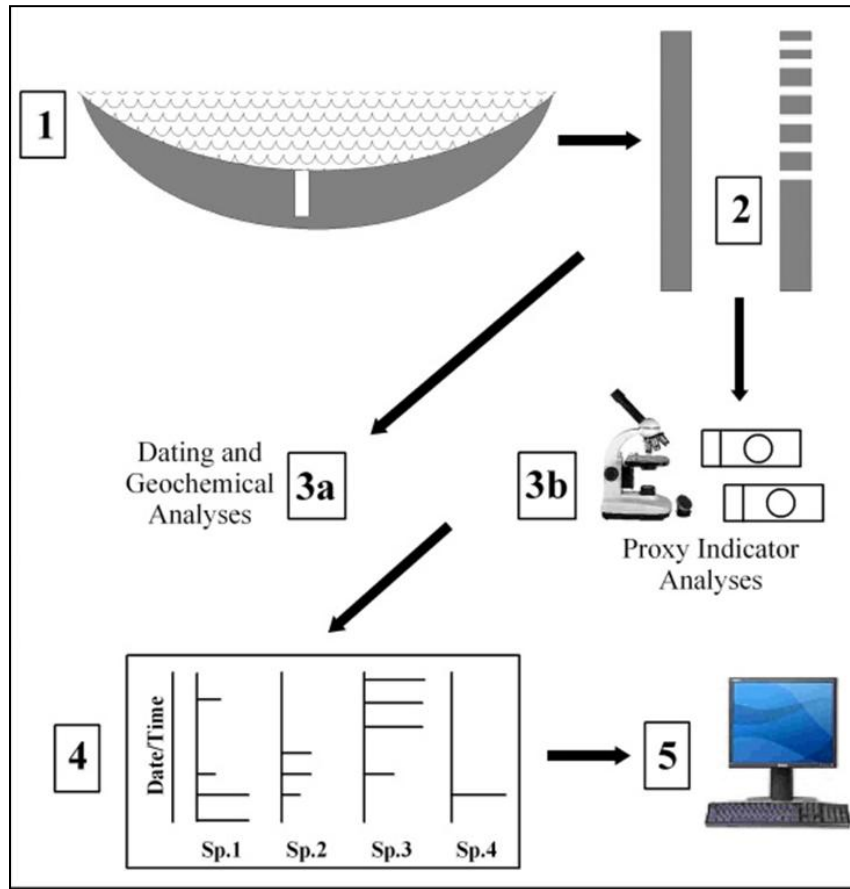 1
2
Dating and
Geochemical
Analyses
3a
3b
Proxy Indicator
Analyses
4
Date/Time
Sp.1 Sp.2 Sp.3 Sp.4
5